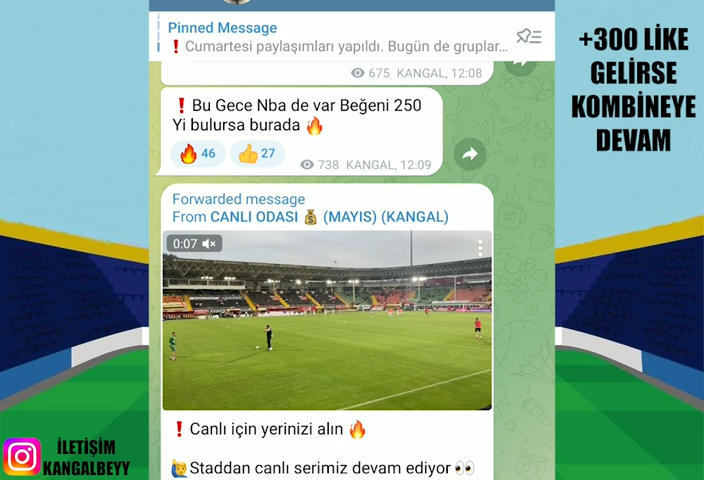 Pinned Message
❗ Cumartesi paylaşımları yapıldı. Bugün de gruplar...
675 KANGAL, 12:08
❗Bu Gece Nba de var Beğeni 250
Yi bulursa burada 🔥
🔥 46 👍 27
738 KANGAL, 12:09
Forwarded message
From CANLI ODASI 💰 (MAYIS) (KANGAL)
0:07
❗Canlı için yerinizi alın 🔥
🙋‍♂️Staddan canlı serimiz devam ediyor 👀
+300 LİKE
GELİRSE
KOMBİNEYE
DEVAM
İLETİŞİM
KANGALBEYY